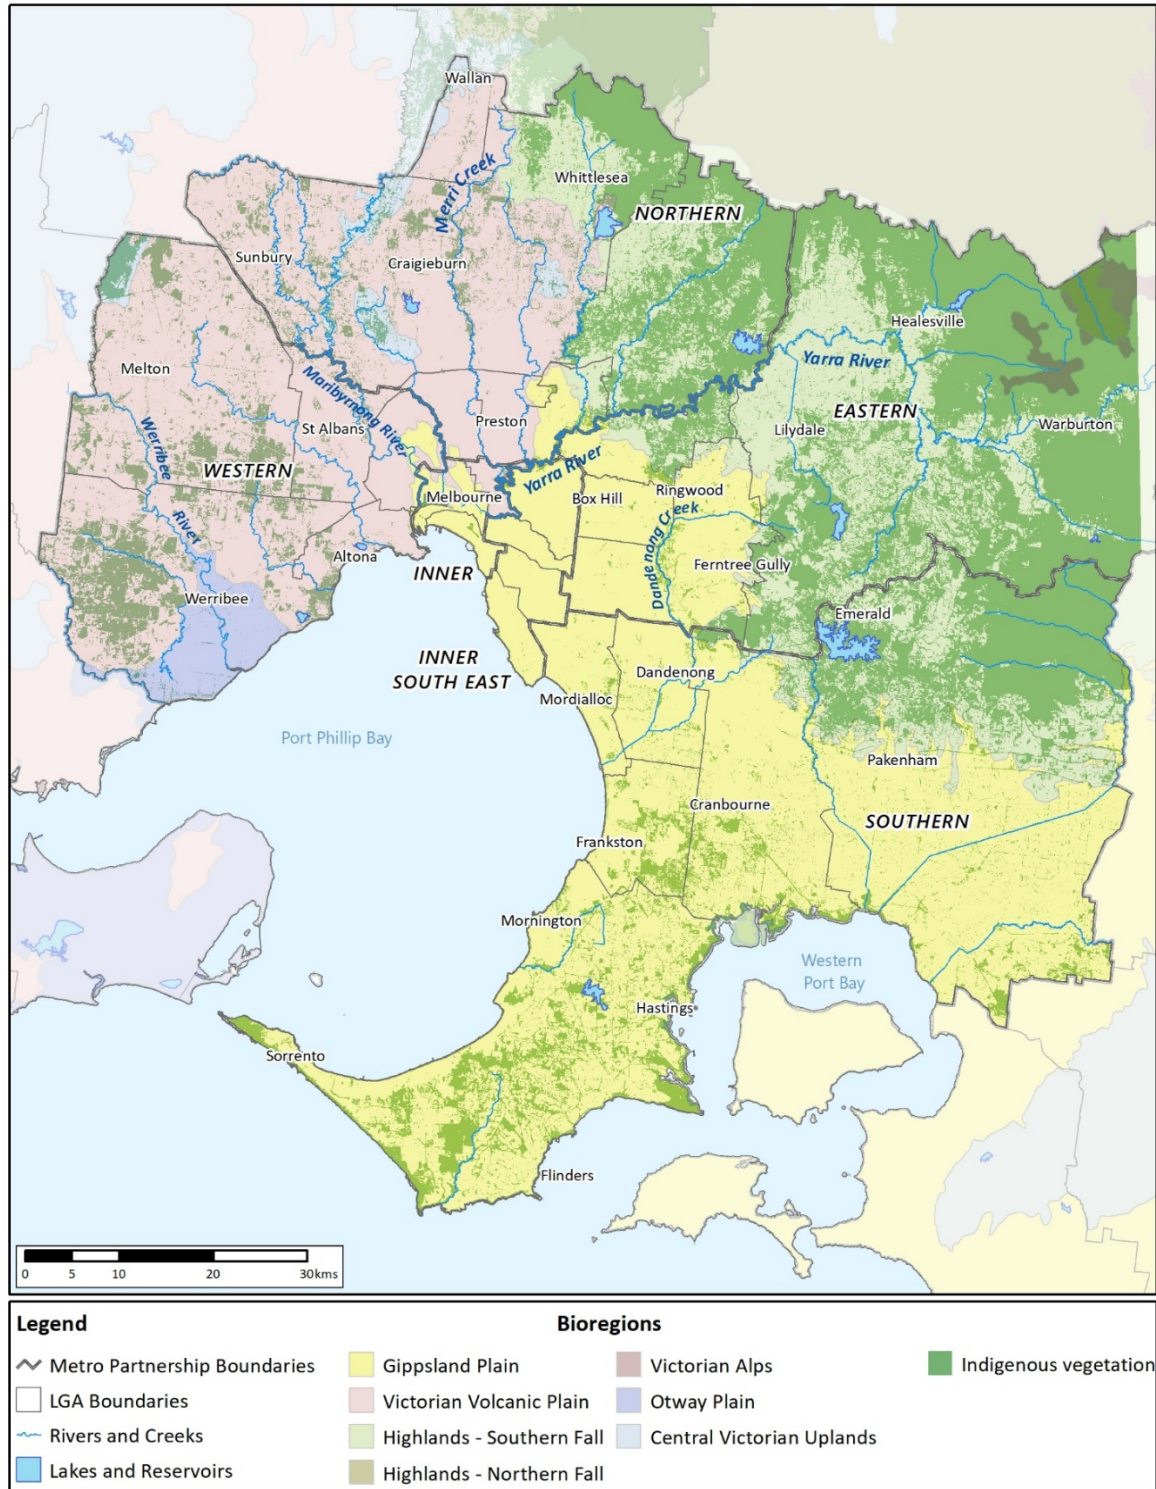 Wallan
Merri Creek
Whittlesea
NORTHERN
Sunbury
Craigieburn
Healesville
Melton
Maribyrnong River
Yarra River
Preston
EASTERN
St Albans
Lilydale
Warburton
Werribee
River
WESTERN
Yarra River
Melbourne
Box Hill
Ringwood
Dandenong Creek
Altona
INNER
Ferntree Gully
Werribee
Emerald
INNER
SOUTH EAST
Dandenong
Mordialloc
Port Phillip Bay
Pakenham
Cranbourne
SOUTHERN
Frankston
Mornington
Western
Port Bay
Hastings
Sorrento
Flinders
0 5 10 20 30kms
Legend
Bioregions
Metro Partnership Boundaries
Gippsland Plain
Victorian Alps
Indigenous vegetation
LGA Boundaries
Victorian Volcanic Plain
Otway Plain
Rivers and Creeks
Highlands - Southern Fall
Central Victorian Uplands
Lakes and Reservoirs
Highlands - Northern Fall